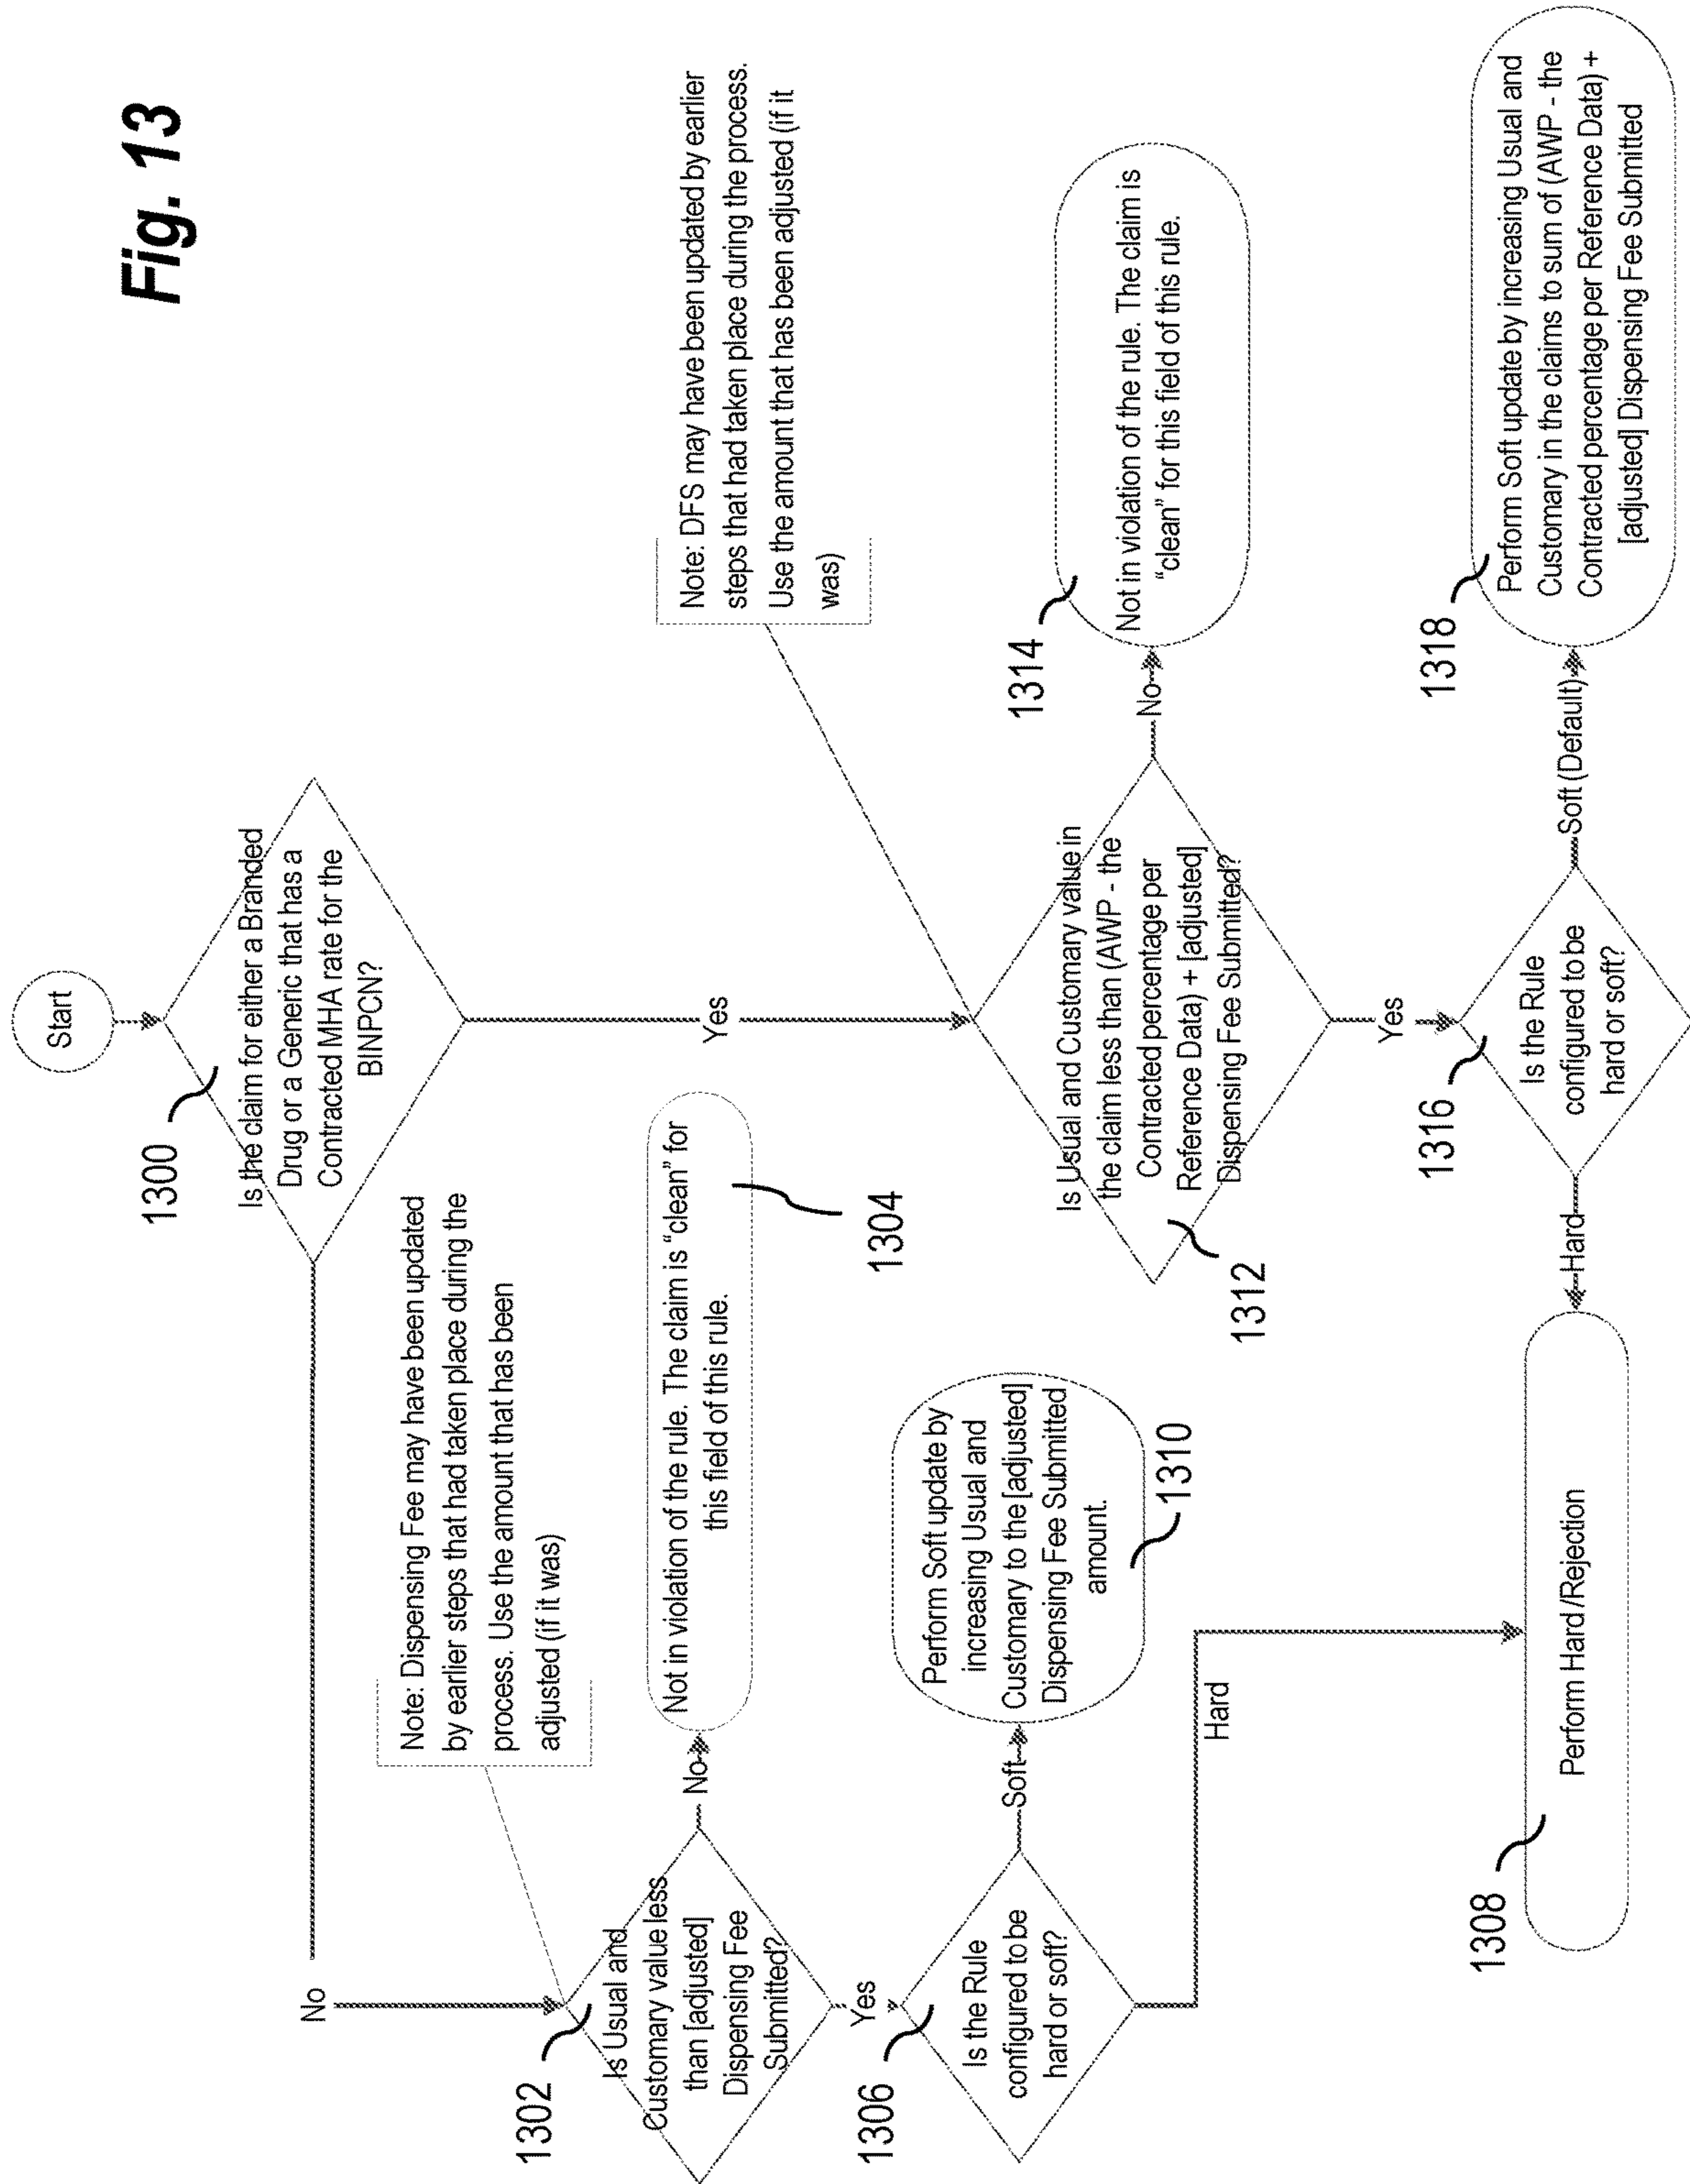 Fig. 13
Start
1300
Is the claim for either a Branded
Drug or a Generic that has a
Contracted MHA rate for the
BINPCN?
No
Yes
Note: Dispensing Fee may have been updated
by earlier steps that had taken place during the
process. Use the amount that has been
adjusted (if it was)
1302
Is Usual and
Customary value less
than [adjusted]
Dispensing Fee
Submitted?
No
Not in violation of the rule. The claim is “clean” for
this field of this rule.
1304
Yes
1306
Is the Rule
configured to be
hard or soft?
Soft
Perform Soft update by
increasing Usual and
Customary to the [adjusted]
Dispensing Fee Submitted
amount.
1310
Hard
Note: DFS may have been updated by earlier
steps that had taken place during the process.
Use the amount that has been adjusted (if it
was)
1312
Is Usual and Customary value in
the claim less than (AWP - the
Contracted percentage per
Reference Data) + [adjusted]
Dispensing Fee Submitted?
No
1314
Not in violation of the rule. The claim is
“clean” for this field of this rule.
Yes
1316
Is the Rule
configured to be
hard or soft?
Hard
1308
Perform Hard/Rejection
Soft (Default)
1318
Perform Soft update by increasing Usual and
Customary in the claims to sum of (AWP - the
Contracted percentage per Reference Data) +
[adjusted] Dispensing Fee Submitted